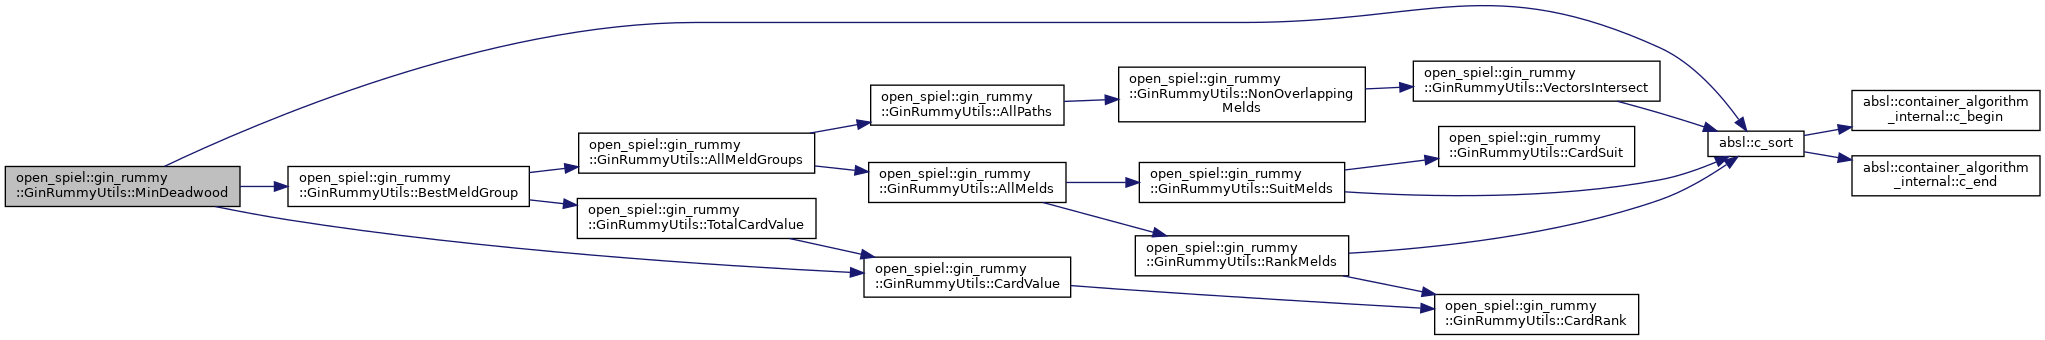 open_spiel::gin_rummy
::GinRummyUtils::MinDeadwood
open_spiel::gin_rummy
::GinRummyUtils::BestMeldGroup
open_spiel::gin_rummy
::GinRummyUtils::AllMeldGroups
open_spiel::gin_rummy
::GinRummyUtils::TotalCardValue
open_spiel::gin_rummy
::GinRummyUtils::AllPaths
open_spiel::gin_rummy
::GinRummyUtils::AllMelds
open_spiel::gin_rummy
::GinRummyUtils::CardValue
open_spiel::gin_rummy
::GinRummyUtils::NonOverlapping
Melds
open_spiel::gin_rummy
::GinRummyUtils::SuitMelds
open_spiel::gin_rummy
::GinRummyUtils::RankMelds
open_spiel::gin_rummy
::GinRummyUtils::VectorsIntersect
open_spiel::gin_rummy
::GinRummyUtils::CardSuit
open_spiel::gin_rummy
::GinRummyUtils::CardRank
absl::c_sort
absl::container_algorithm
_internal::c_begin
absl::container_algorithm
_internal::c_end